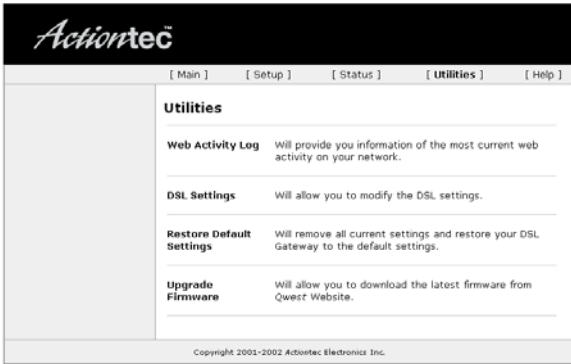 Actiontec™
[ Main ] [ Setup ] [ Status ] [ Utilities ] [ Help ]
Utilities
Web Activity Log Will provide you information of the most current web
activity on your network.
DSL Settings Will allow you to modify the DSL settings.
Restore Default Will remove all current settings and restore your DSL
Settings Gateway to the default settings.
Upgrade Will allow you to download the latest firmware from
Firmware Qwest Website.
Copyright 2001-2002 Actiontec Electronics Inc.